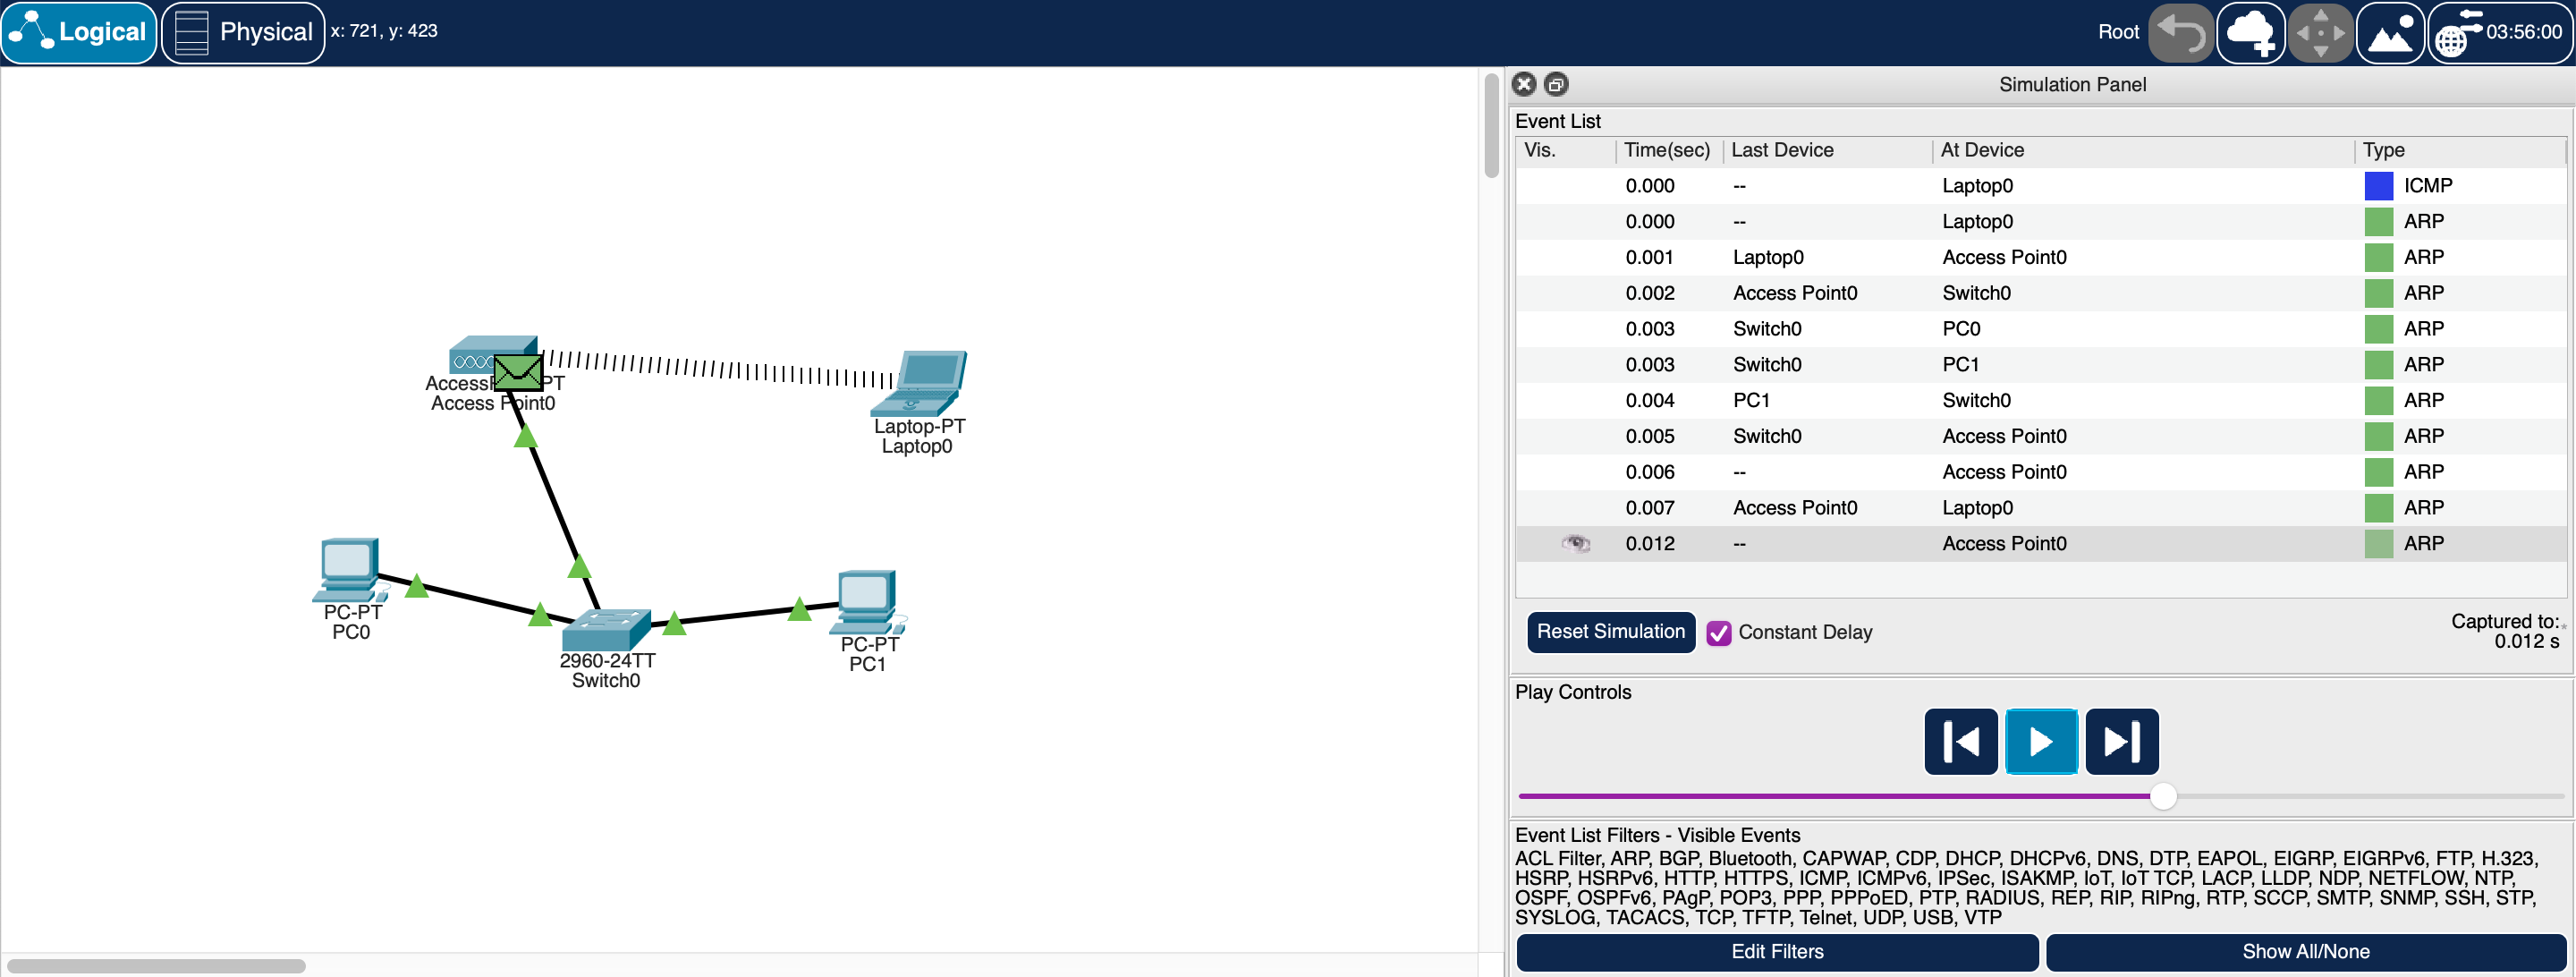 Logical
Physical
x: 721, y: 423
Root
03:56:00
Simulation Panel
Event List
Vis. Time(sec) Last Device At Device Type
0.000 -- Laptop0 ICMP
0.000 -- Laptop0 ARP
0.001 Laptop0 Access Point0 ARP
0.002 Access Point0 Switch0 ARP
0.003 Switch0 PC0 ARP
0.003 Switch0 PC1 ARP
0.004 PC1 Switch0 ARP
0.005 Switch0 Access Point0 ARP
0.006 -- Access Point0 ARP
0.007 Access Point0 Laptop0 ARP
0.012 -- Access Point0 ARP
Reset Simulation
Constant Delay
Captured to:*
0.012 s
Play Controls
Event List Filters - Visible Events
ACL Filter, ARP, BGP, Bluetooth, CAPWAP, CDP, DHCP, DHCPv6, DNS, DTP, EAPOL, EIGRP, EIGRPv6, FTP, H.323,
HSRP, HSRPv6, HTTP, HTTPS, ICMP, ICMPv6, IPSec, ISAKMP, IoT, IoT TCP, LACP, LLDP, NDP, NETFLOW, NTP,
OSPF, OSPFv6, PAgP, POP3, PPP, PPPoED, PTP, RADIUS, REP, RIP, RIPng, RTP, SCCP, SMTP, SNMP, SSH, STP,
SYSLOG, TACACS, TCP, TFTP, Telnet, UDP, USB, VTP
Edit Filters
Show All/None
Access Point0
Laptop-PT
Laptop0
PC-PT
PC0
2960-24TT
Switch0
PC-PT
PC1